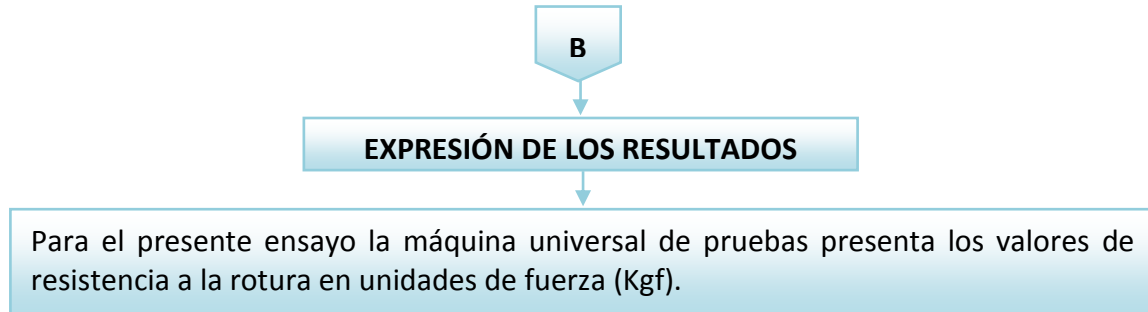 B
EXPRESIÓN DE LOS RESULTADOS
Para el presente ensayo la máquina universal de pruebas presenta los valores de
resistencia a la rotura en unidades de fuerza (Kgf).